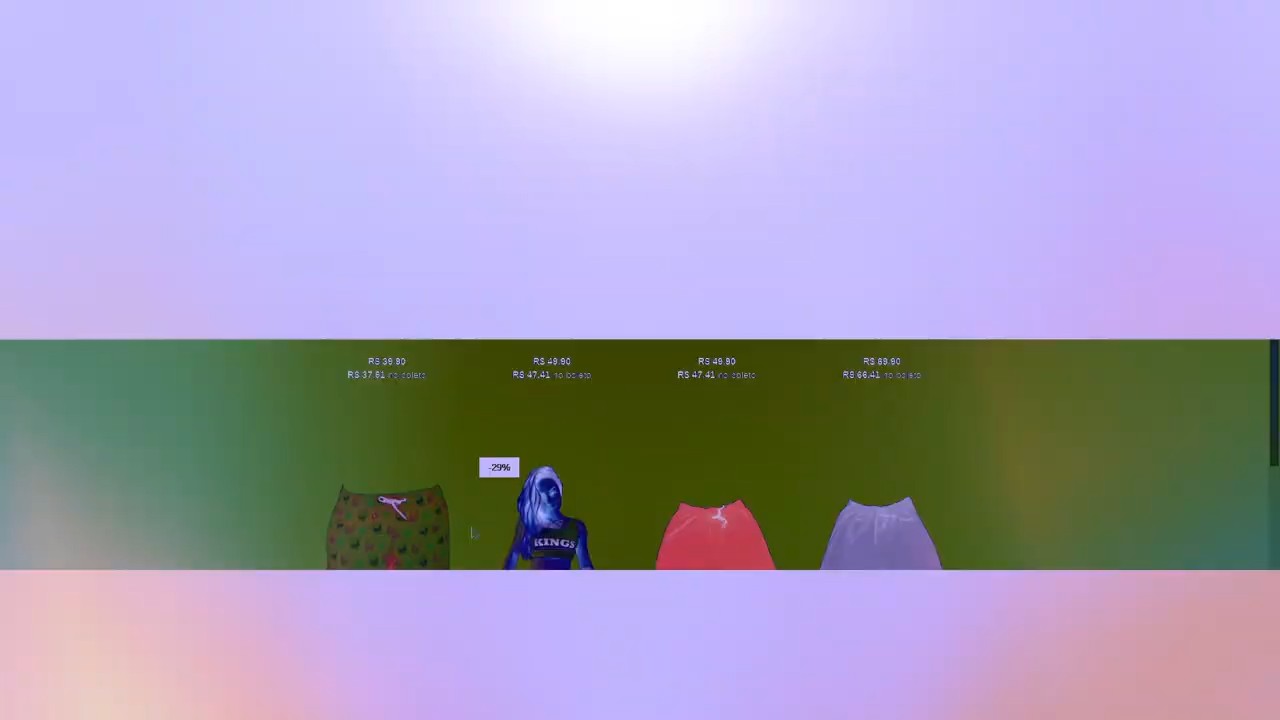 R$ 39,90 R$ 49,90 R$ 49,90 R$ 69,90
R$ 37,91 no boleto R$ 47,41 no boleto R$ 47,41 no boleto R$ 66,41 no boleto
-29%
KINGS